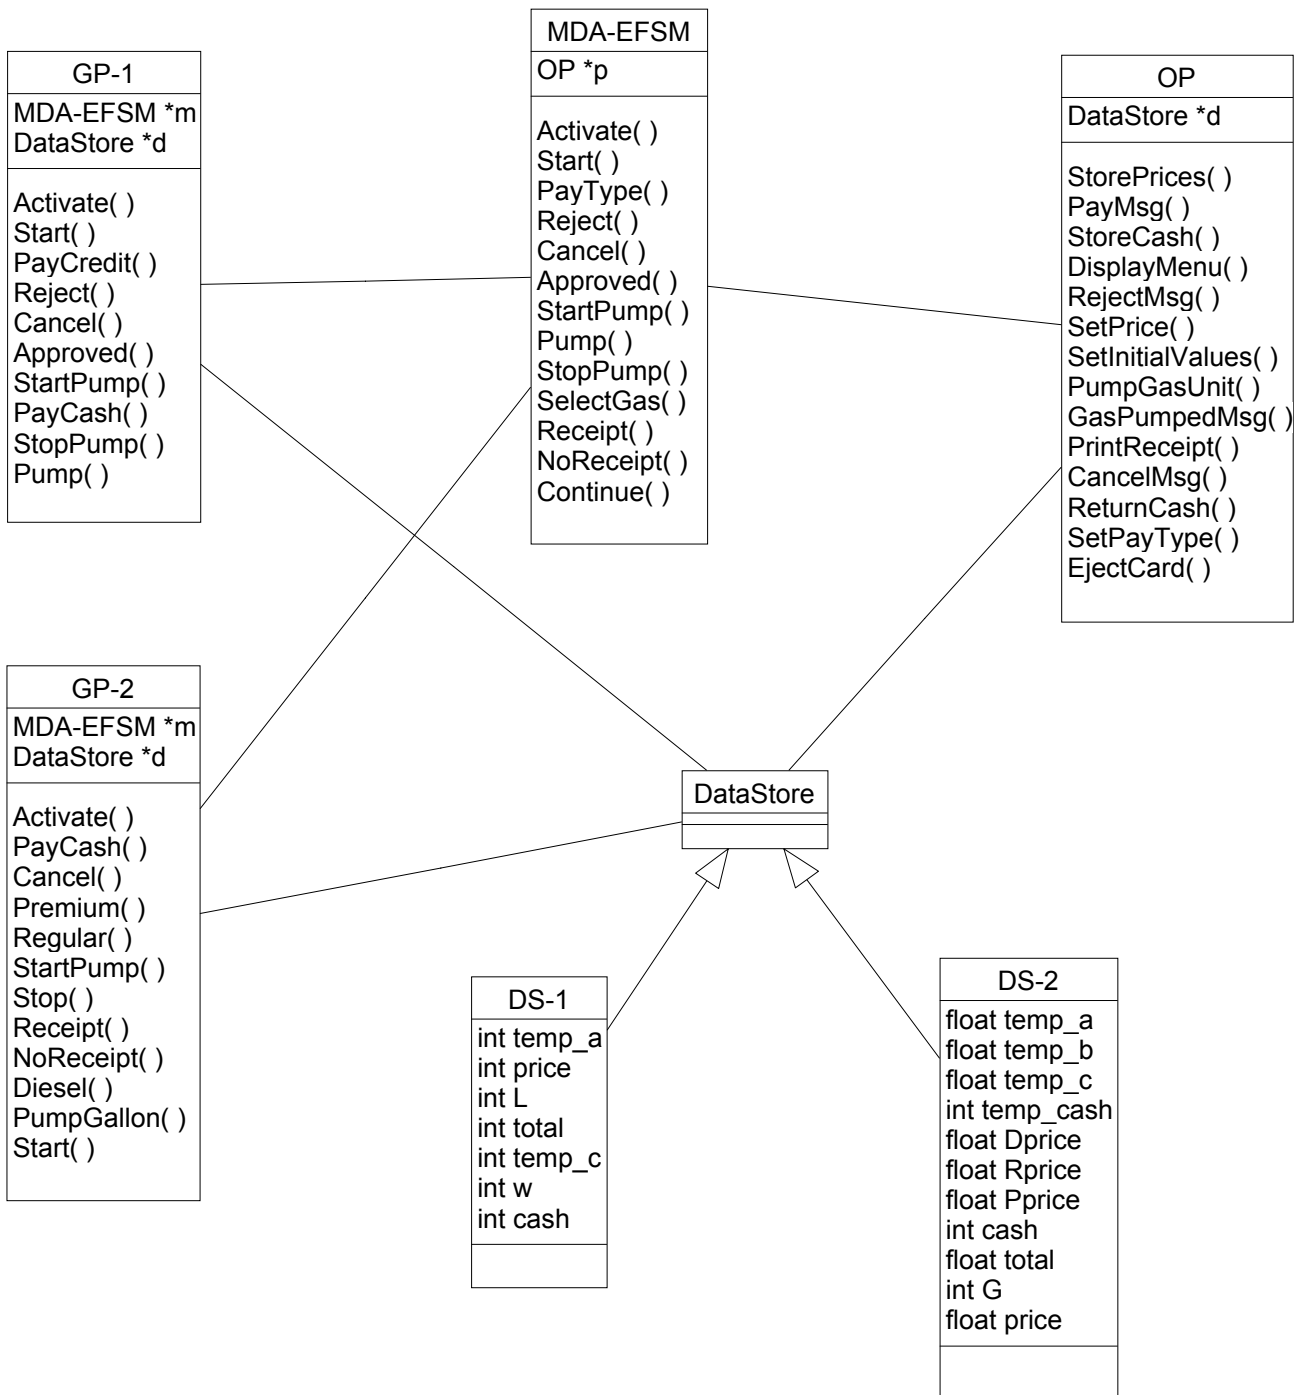 GP-1
MDA-EFSM *m
DataStore *d
Activate( )
Start( )
PayCredit( )
Reject( )
Cancel( )
Approved( )
StartPump( )
PayCash( )
StopPump( )
Pump( )
MDA-EFSM
OP *p
Activate( )
Start( )
PayType( )
Reject( )
Cancel( )
Approved( )
StartPump( )
Pump( )
StopPump( )
SelectGas( )
Receipt( )
NoReceipt( )
Continue( )
OP
DataStore *d
StorePrices( )
PayMsg( )
StoreCash( )
DisplayMenu( )
RejectMsg( )
SetPrice( )
SetInitialValues( )
PumpGasUnit( )
GasPumpedMsg( )
PrintReceipt( )
CancelMsg( )
ReturnCash( )
SetPayType( )
EjectCard( )
GP-2
MDA-EFSM *m
DataStore *d
Activate( )
PayCash( )
Cancel( )
Premium( )
Regular( )
StartPump( )
Stop( )
Receipt( )
NoReceipt( )
Diesel( )
PumpGallon( )
Start( )
DataStore
DS-1
int temp_a
int price
int L
int total
int temp_c
int w
int cash
DS-2
float temp_a
float temp_b
float temp_c
int temp_cash
float Dprice
float Rprice
float Pprice
int cash
float total
int G
float price